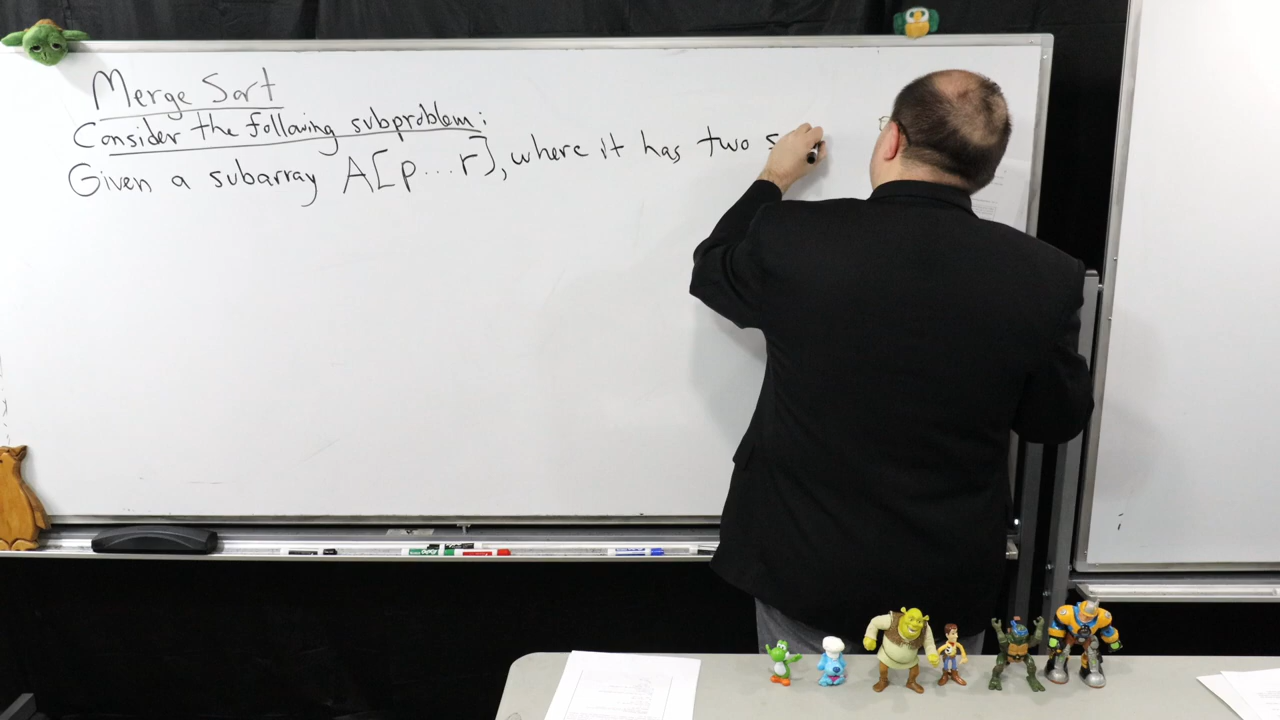 Merge Sort
Consider the following subproblem:
Given a subarray A[p...r], where it has two s